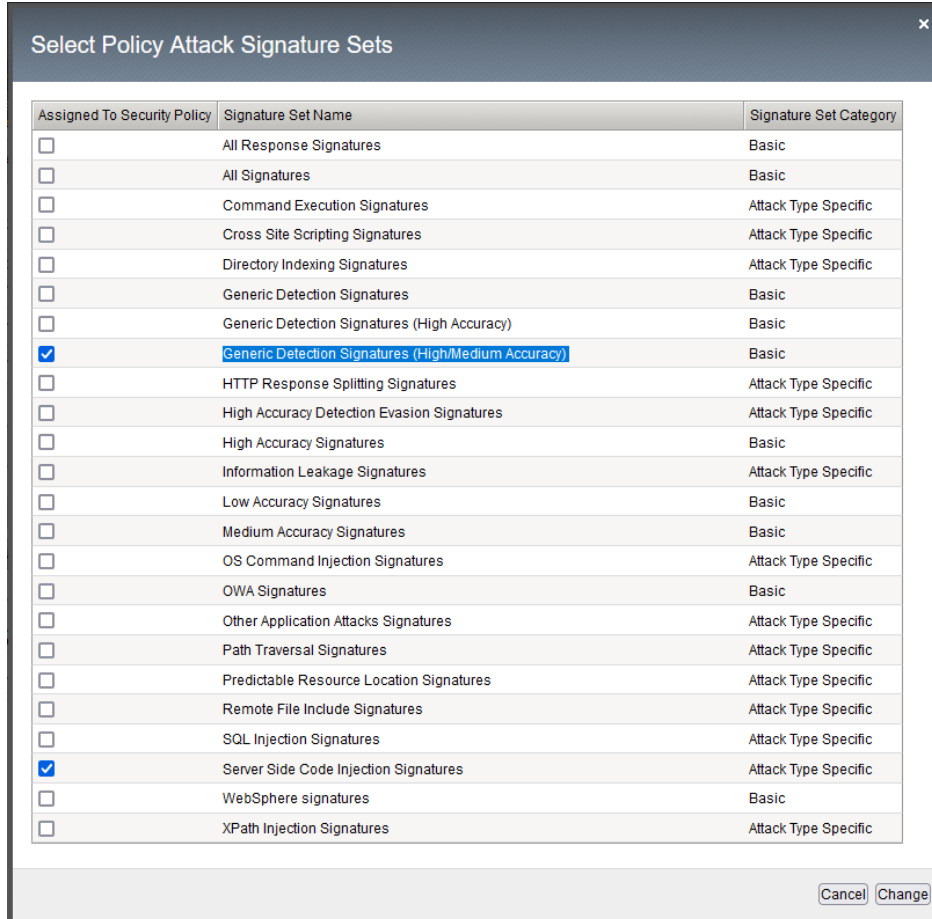 Select Policy Attack Signature Sets
×
Assigned To Security Policy Signature Set Name Signature Set Category
All Response Signatures Basic
All Signatures Basic
Command Execution Signatures Attack Type Specific
Cross Site Scripting Signatures Attack Type Specific
Directory Indexing Signatures Attack Type Specific
Generic Detection Signatures Basic
Generic Detection Signatures (High Accuracy) Basic
Generic Detection Signatures (High/Medium Accuracy) Basic
HTTP Response Splitting Signatures Attack Type Specific
High Accuracy Detection Evasion Signatures Attack Type Specific
High Accuracy Signatures Basic
Information Leakage Signatures Attack Type Specific
Low Accuracy Signatures Basic
Medium Accuracy Signatures Basic
OS Command Injection Signatures Attack Type Specific
OWA Signatures Basic
Other Application Attacks Signatures Attack Type Specific
Path Traversal Signatures Attack Type Specific
Predictable Resource Location Signatures Attack Type Specific
Remote File Include Signatures Attack Type Specific
SQL Injection Signatures Attack Type Specific
Server Side Code Injection Signatures Attack Type Specific
WebSphere signatures Basic
XPath Injection Signatures Attack Type Specific
Cancel Change